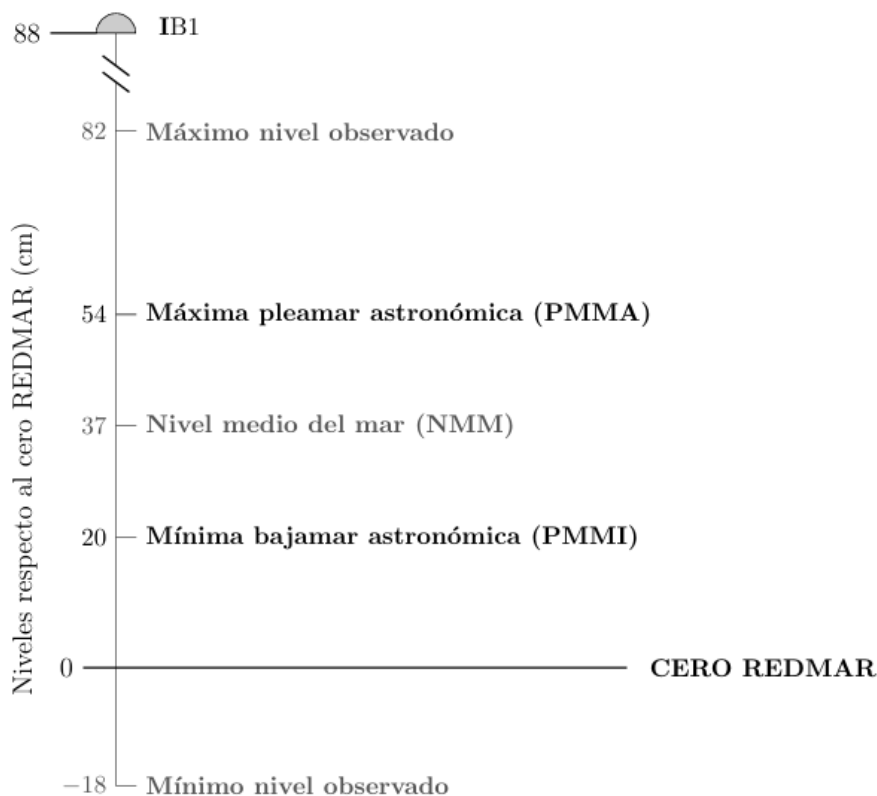 88 IB1
82 Máximo nivel observado
54 Máxima pleamar astronómica (PMMA)
37 Nivel medio del mar (NMM)
20 Mínima bajamar astronómica (PMMI)
0 CERO REDMAR
−18 Mínimo nivel observado
Niveles respecto al cero REDMAR (cm)